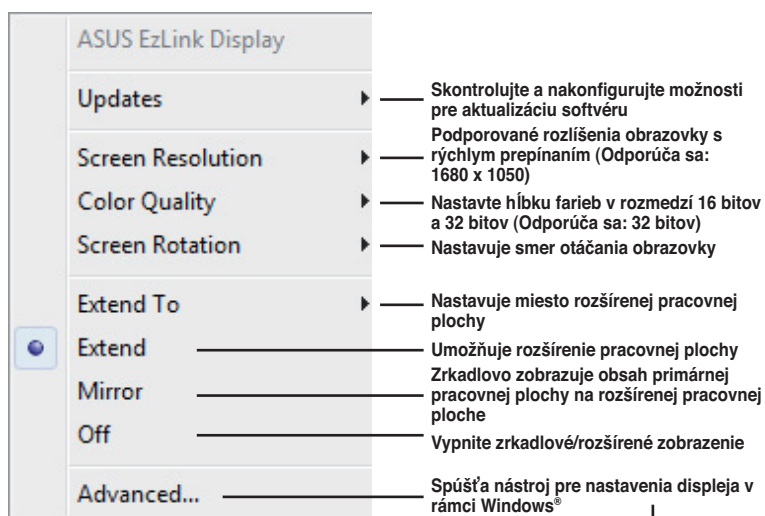 ASUS EzLink Display
Updates
Skontrolujte a nakonfigurujte možnosti
pre aktualizáciu softvéru
Screen Resolution
Podporované rozlíšenia obrazovky s
rýchlym prepínaním (Odporúča sa:
1680 x 1050)
Color Quality
Nastavte hĺbku farieb v rozmedzí 16 bitov
a 32 bitov (Odporúča sa: 32 bitov)
Screen Rotation
Nastavuje smer otáčania obrazovky
Extend To
Nastavuje miesto rozšírenej pracovnej
plochy
Extend
Umožňuje rozšírenie pracovnej plochy
Mirror
Zrkadlovo zobrazuje obsah primárnej
pracovnej plochy na rozšírenej pracovnej
ploche
Off
Vypnite zrkadlové/rozšírené zobrazenie
Advanced...
Spúšťa nástroj pre nastavenia displeja v
rámci Windows®